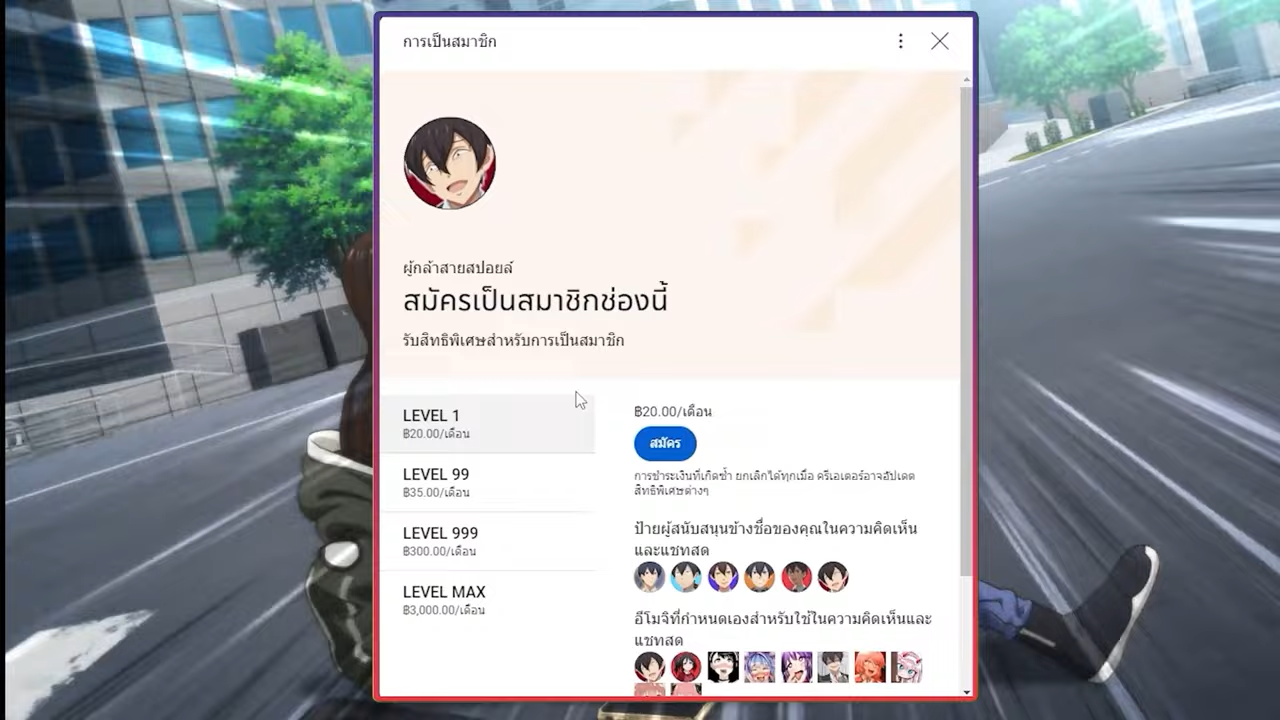 การเป็นสมาชิก
ผู้กล้าสายสปอยล์
สมัครเป็นสมาชิกช่องนี้
รับสิทธิพิเศษสำหรับการเป็นสมาชิก
LEVEL 1
฿20.00/เดือน
LEVEL 99
฿35.00/เดือน
LEVEL 999
฿300.00/เดือน
LEVEL MAX
฿3,000.00/เดือน
฿20.00/เดือน
สมัคร
การชำระเงินที่เกิดซ้ำ ยกเลิกได้ทุกเมื่อ ครีเอเตอร์อาจอัปเดต
สิทธิพิเศษต่างๆ
ป้ายผู้สนับสนุนข้างชื่อของคุณในความคิดเห็น
และแชทสด
อีโมจิที่กำหนดเองสำหรับใช้ในความคิดเห็นและ
แชทสด